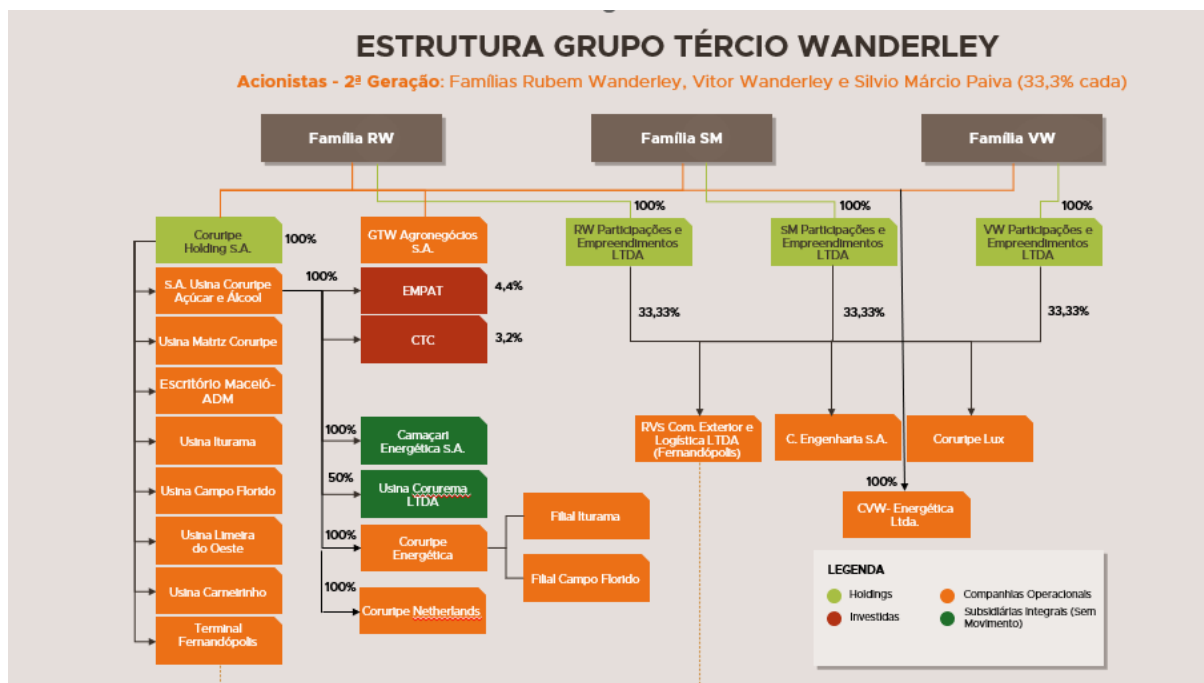 ESTRUTURA GRUPO TÉRCIO WANDERLEY
Acionistas - 2ª Geração: Famílias Rubem Wanderley, Vitor Wanderley e Silvio Márcio Paiva (33,3% cada)
Família RW
Família SM
Família VW
100%
100%
100%
Coruripe
Holding S.A.
100%
GTW Agronegócios
S.A.
RW Participações e
Empreendimentos
LTDA
SM Participações e
Empreendimentos
LTDA
VW Participações e
Empreendimentos
LTDA
S.A. Usina Coruripe
Açúcar e Álcool
100%
EMPAT
4,4%
33,33%
33,33%
33,33%
Usina Matriz Coruripe
CTC
3,2%
Escritório Maceió-
ADM
Usina Iturama
100%
Camaçari
Energética S.A.
RVs Com. Exterior e
Logística LTDA
(Fernandópolis)
C. Engenharia S.A.
Coruripe Lux
Usina Campo Florido
50%
Usina Corurema
LTDA
100%
CVW- Energética
Ltda.
Filial Iturama
Usina Limeira
do Oeste
100%
Coruripe
Energética
Filial Campo Florido
Usina Carneirinho
100%
Coruripe Netherlands
Terminal
Fernandópolis
LEGENDA
Holdings
Companhias Operacionais
Investidas
Subsidiárias Integrais (Sem
Movimento)